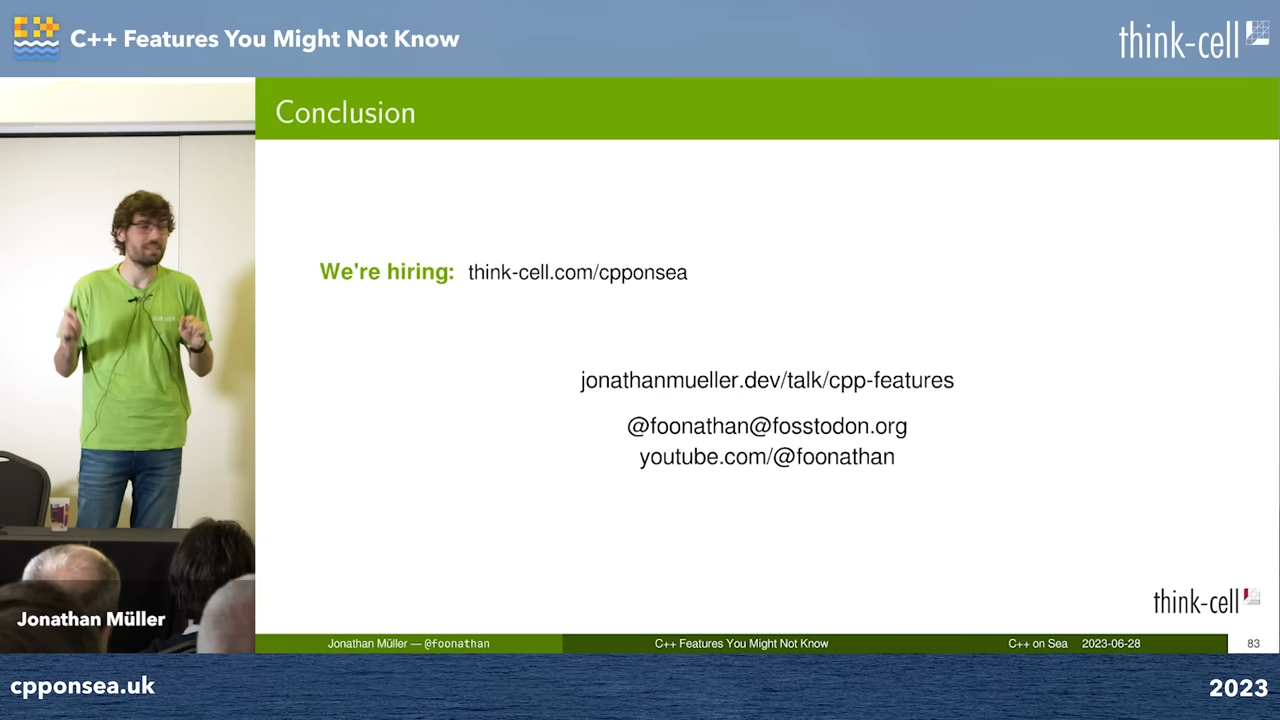 C++ Features You Might Not Know
think-cell
Conclusion
We're hiring: think-cell.com/cpponsea
jonathanmueller.dev/talk/cpp-features
@foonathan@fosstodon.org
youtube.com/@foonathan
think-cell
Jonathan Müller
Jonathan Müller — @foonathan C++ Features You Might Not Know C++ on Sea 2023-06-28 83
cpponsea.uk
2023